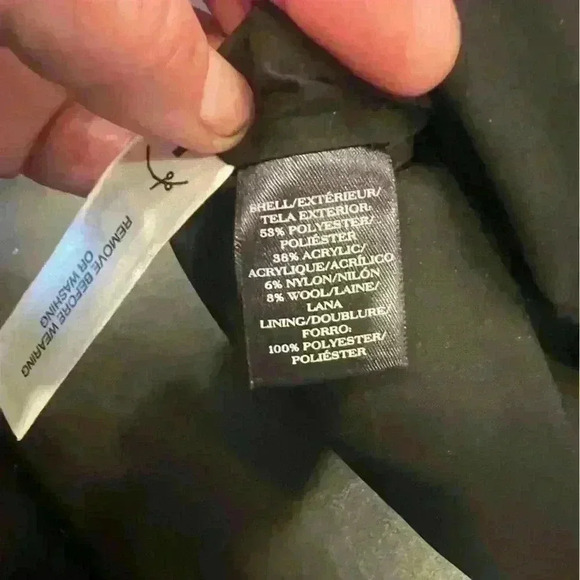 SHELL/EXTÉRIEUR/
TELA EXTERIOR:
53% POLYESTER/
POLIÉSTER
38% ACRYLIC/
ACRYLIQUE/ACRÍLICO
6% NYLON/NILÓN
3% WOOL/LAINE/
LANA
LINING/DOUBLURE/
FORRO:
100% POLYESTER/
POLIÉSTER
REMOVE BEFORE WEARING
OR WASHING